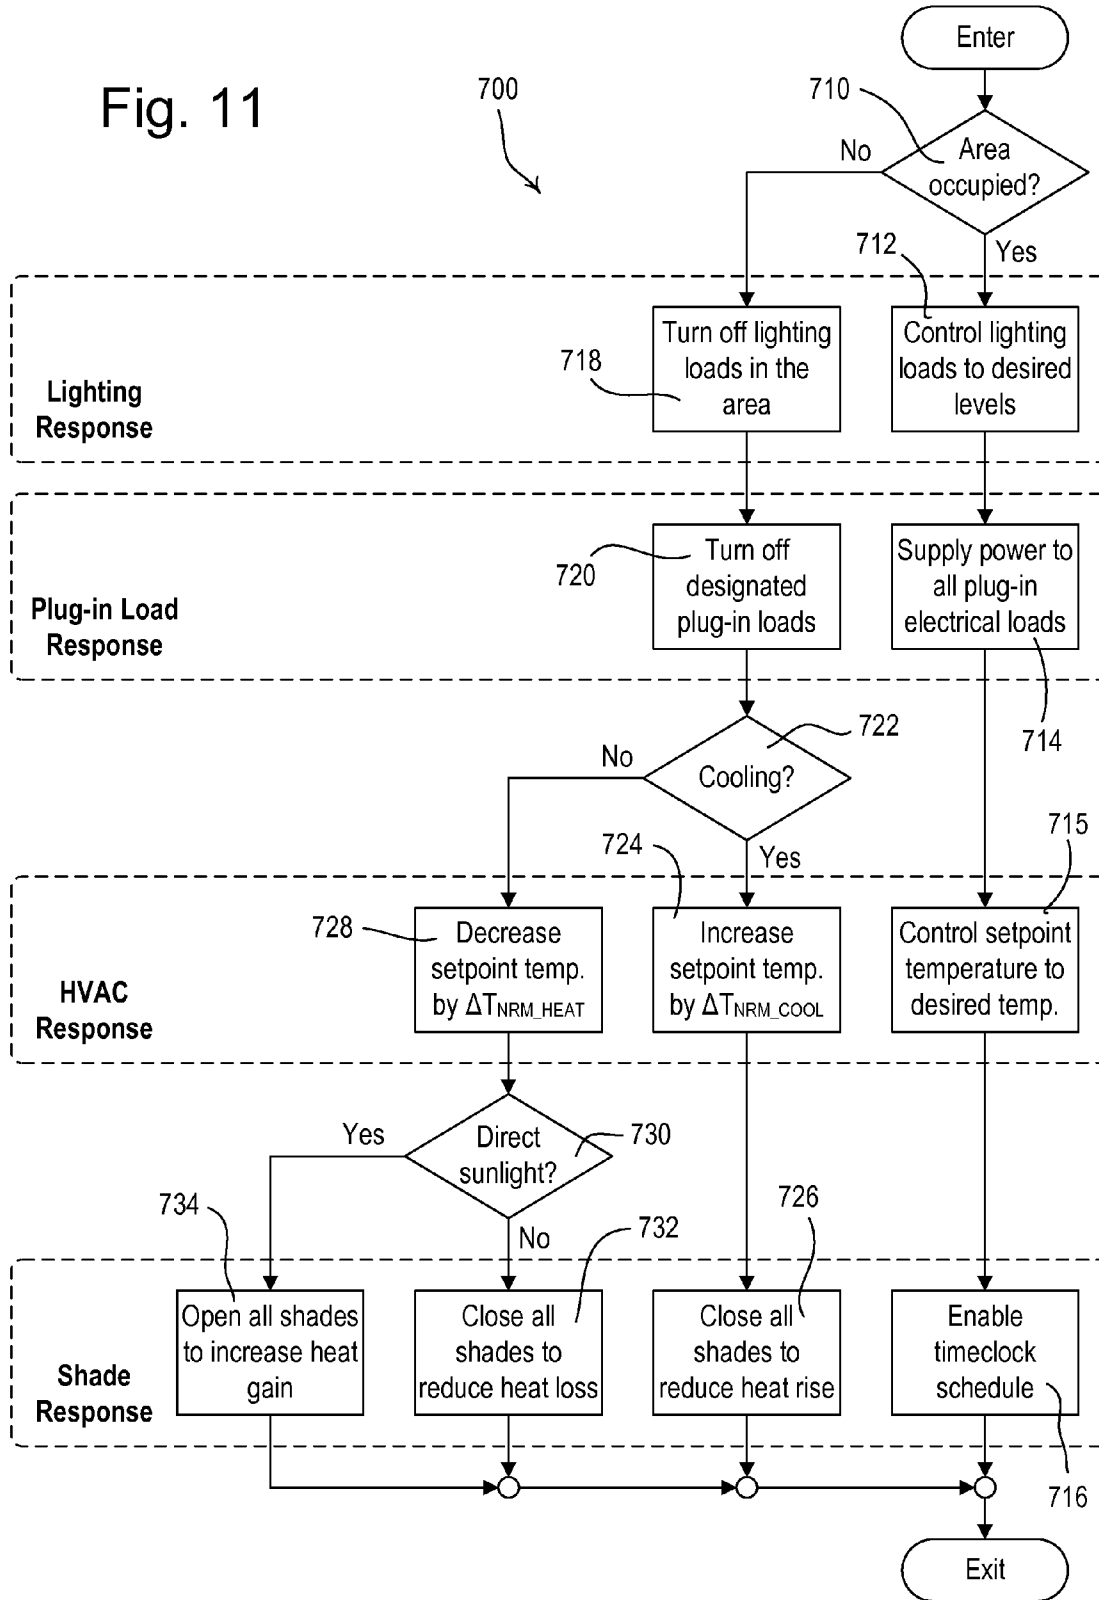 Enter
Fig. 11
700
710
Area
occupied?
No
Yes
712
Lighting
Response
718
Turn off lighting
loads in the
area
Control lighting
loads to desired
levels
Plug-in Load
Response
720
Turn off
designated
plug-in loads
Supply power to
all plug-in
electrical loads
714
722
Cooling?
No
Yes
724
715
HVAC
Response
728
Decrease
setpoint temp.
by ΔTNRM_HEAT
Increase
setpoint temp.
by ΔTNRM_COOL
Control setpoint
temperature to
desired temp.
Yes
Direct
sunlight?
730
No
734
732
726
Shade
Response
Open all shades
to increase heat
gain
Close all
shades to
reduce heat loss
Close all
shades to
reduce heat rise
Enable
timeclock
schedule
716
Exit